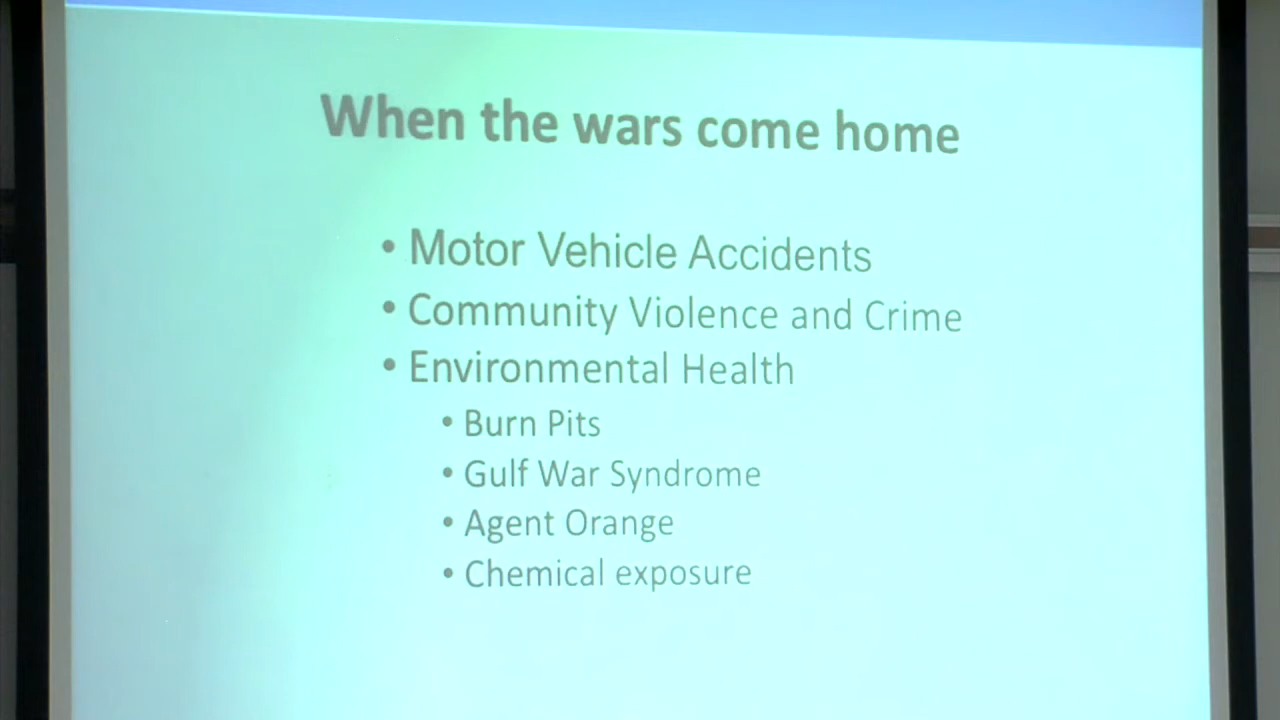 When the wars come home
• Motor Vehicle Accidents
• Community Violence and Crime
• Environmental Health
• Burn Pits
• Gulf War Syndrome
• Agent Orange
• Chemical exposure